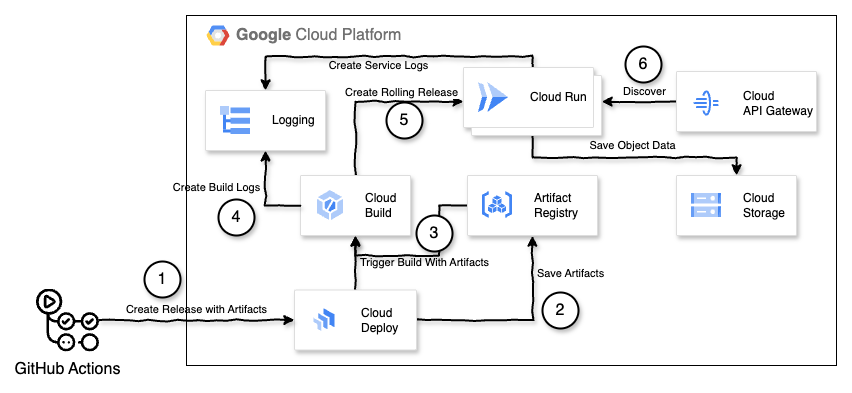 Google Cloud Platform
Create Service Logs
6
Discover
Create Rolling Release
Cloud Run
Cloud
API Gateway
Logging
5
Save Object Data
Create Build Logs
4
Cloud
Build
Artifact
Registry
Cloud
Storage
3
Trigger Build With Artifacts
1
Save Artifacts
Create Release with Artifacts
2
Cloud
Deploy
GitHub Actions